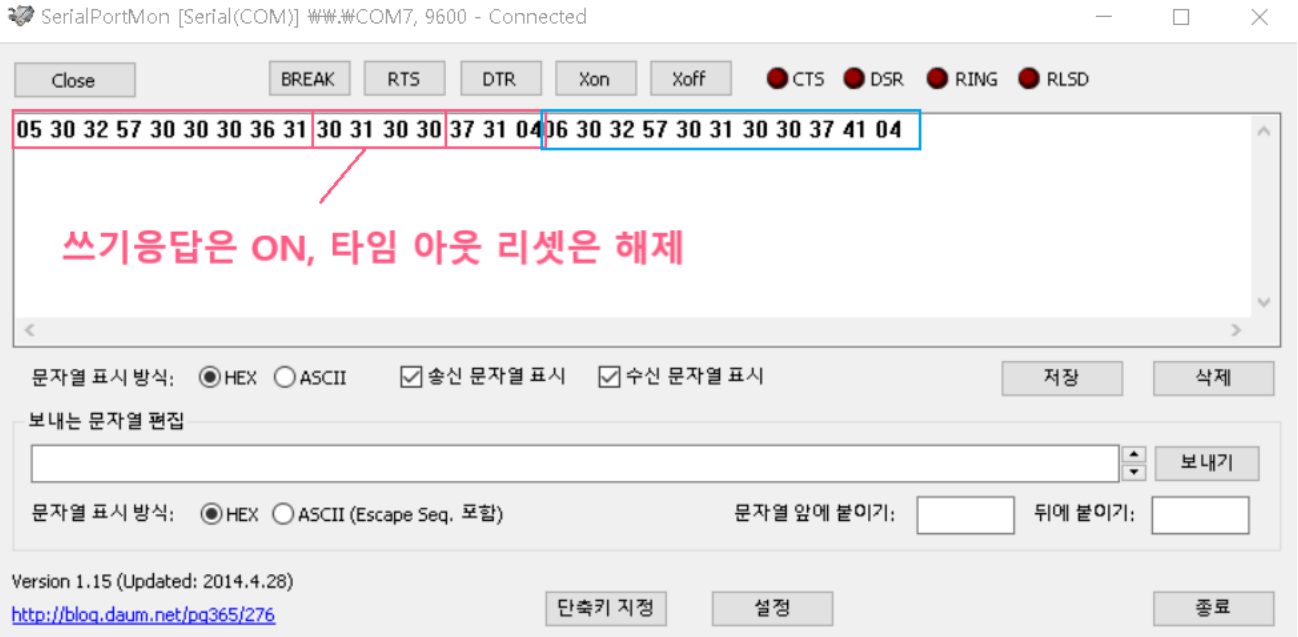 SerialPortMon [Serial(COM)] ₩₩.₩COM7, 9600 - Connected
Close BREAK RTS DTR Xon Xoff CTS DSR RING RLSD
05 30 32 57 30 30 30 36 31 30 31 30 30 37 31 04 06 30 32 57 30 31 30 30 37 41 04
쓰기응답은 ON, 타임 아웃 리셋은 해제
문자열 표시 방식: HEX ASCII 송신 문자열 표시 수신 문자열 표시 저장 삭제
보내는 문자열 편집
보내기
문자열 표시 방식: HEX ASCII (Escape Seq. 포함) 문자열 앞에 붙이기: 뒤에 붙이기:
Version 1.15 (Updated: 2014.4.28)
http://blog.daum.net/pg365/276 단축키 지정 설정 종료